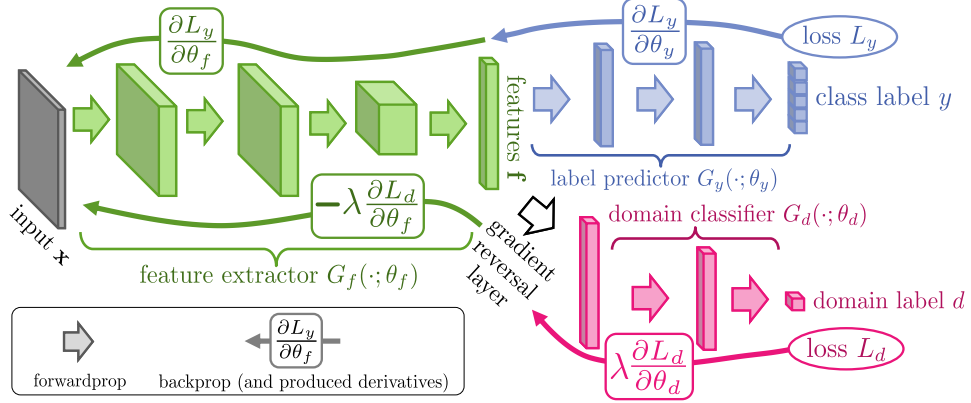 ∂L_y/∂θ_f
∂L_y/∂θ_y
loss L_y
features f
class label y
label predictor G_y(·;θ_y)
input x
−λ ∂L_d/∂θ_f
feature extractor G_f(·;θ_f)
gradient
reversal
layer
domain classifier G_d(·;θ_d)
domain label d
λ ∂L_d/∂θ_d
loss L_d
forwardprop
∂L_y/∂θ_f
backprop (and produced derivatives)